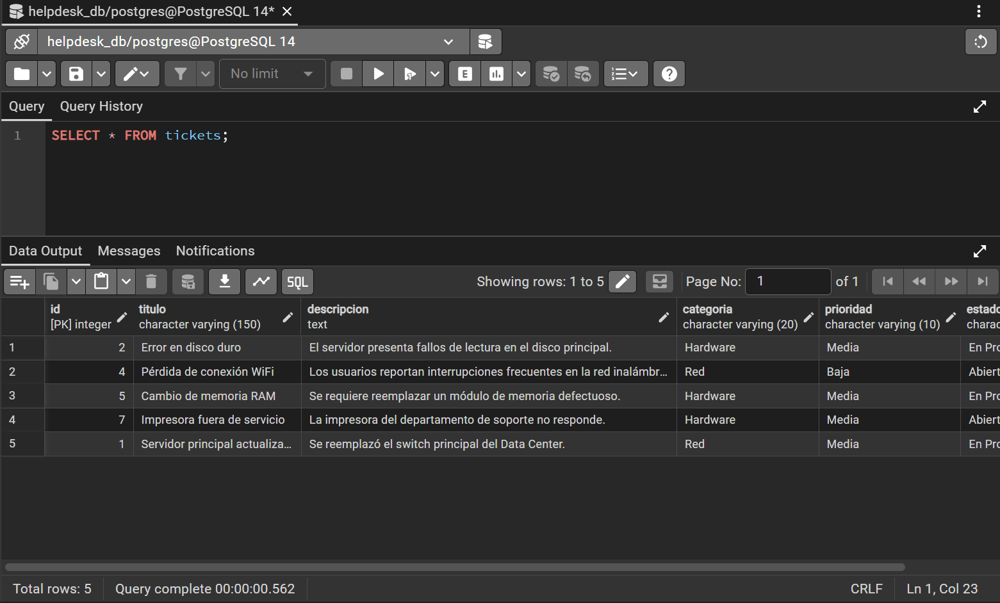 helpdesk_db/postgres@PostgreSQL 14*
helpdesk_db/postgres@PostgreSQL 14
No limit
E
Query Query History
1 SELECT * FROM tickets;
Data Output Messages Notifications
SQL Showing rows: 1 to 5 Page No: 1 of 1
id titulo descripcion categoria prioridad estado
[PK] integer character varying (150) text character varying (20) character varying (10) charac
1 2 Error en disco duro El servidor presenta fallos de lectura en el disco principal. Hardware Media En Pro
2 4 Pérdida de conexión WiFi Los usuarios reportan interrupciones frecuentes en la red inalámbr... Red Baja Abiert
3 5 Cambio de memoria RAM Se requiere reemplazar un módulo de memoria defectuoso. Hardware Media En Pro
4 7 Impresora fuera de servicio La impresora del departamento de soporte no responde. Hardware Media Abiert
5 1 Servidor principal actualiza... Se reemplazó el switch principal del Data Center. Red Media En Pro
Total rows: 5 Query complete 00:00:00.562 CRLF Ln 1, Col 23